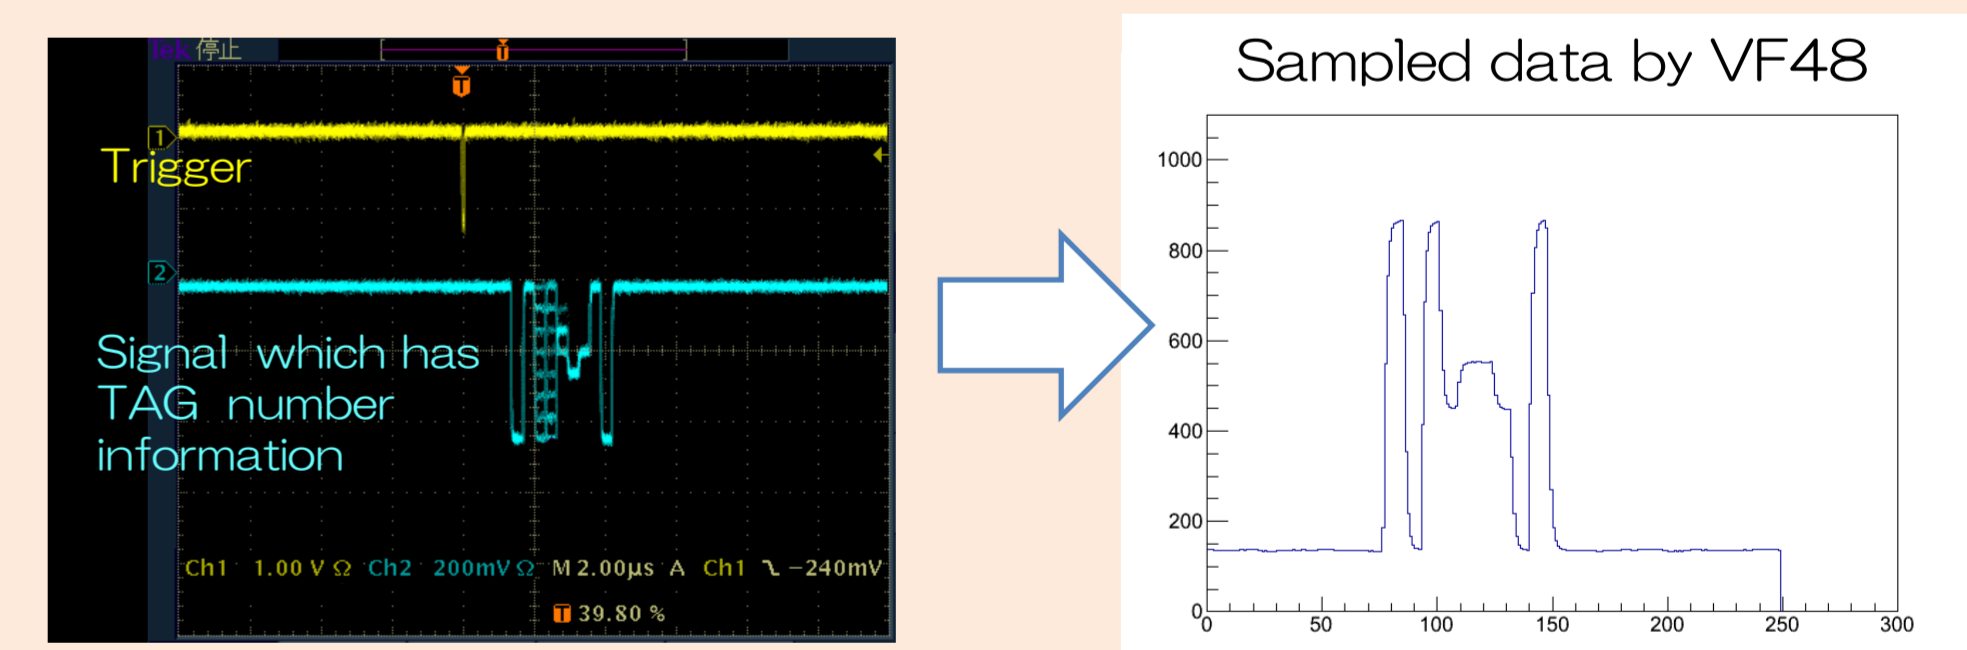 Tek 停止
T
T
1
Trigger
2
Signal which has
TAG number
information
Ch1 1.00 V Ω Ch2 200mV Ω M 2.00µs A Ch1 -240mV
T 39.80 %
Sampled data by VF48
1000
800
600
400
200
0
0 50 100 150 200 250 300